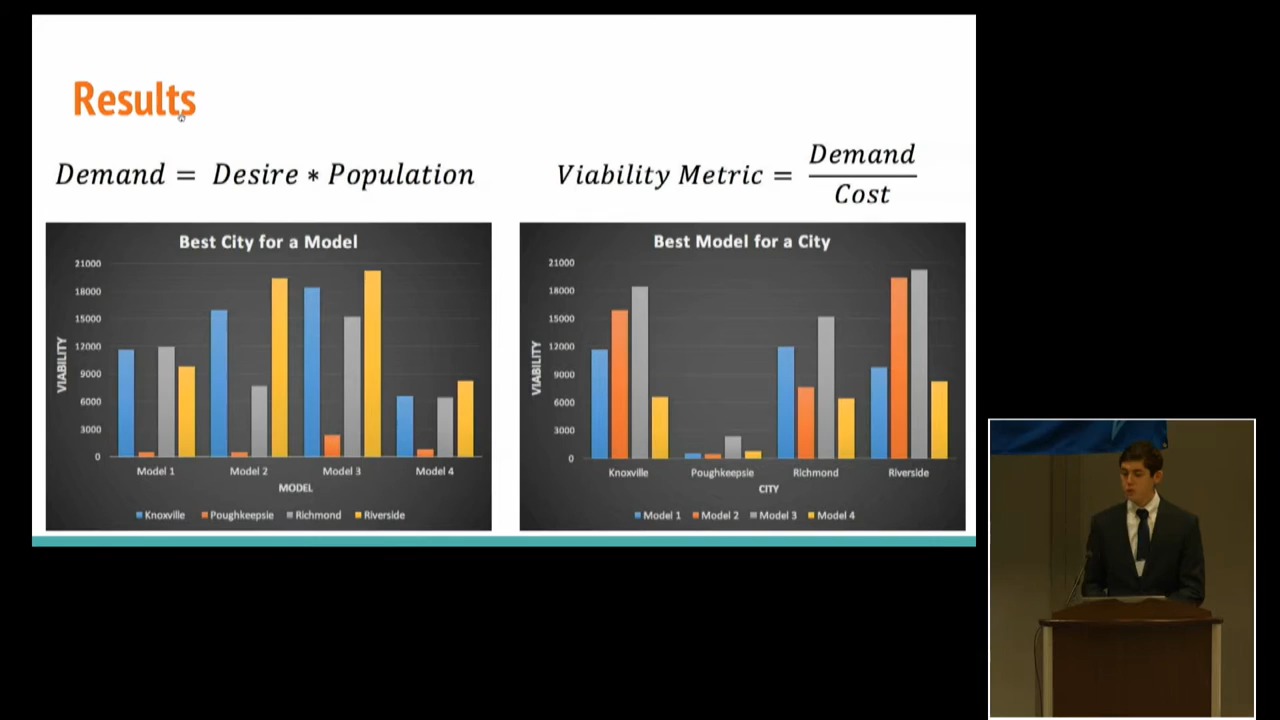 Results
Demand = Desire * Population
Viability Metric = Demand / Cost
Best City for a Model
21000
18000
15000
12000
9000
6000
3000
0
VIABILITY
Model 1 Model 2 Model 3 Model 4
MODEL
Knoxville Poughkeepsie Richmond Riverside
Best Model for a City
21000
18000
15000
12000
9000
6000
3000
0
VIABILITY
Knoxville Poughkeepsie Richmond Riverside
CITY
Model 1 Model 2 Model 3 Model 4